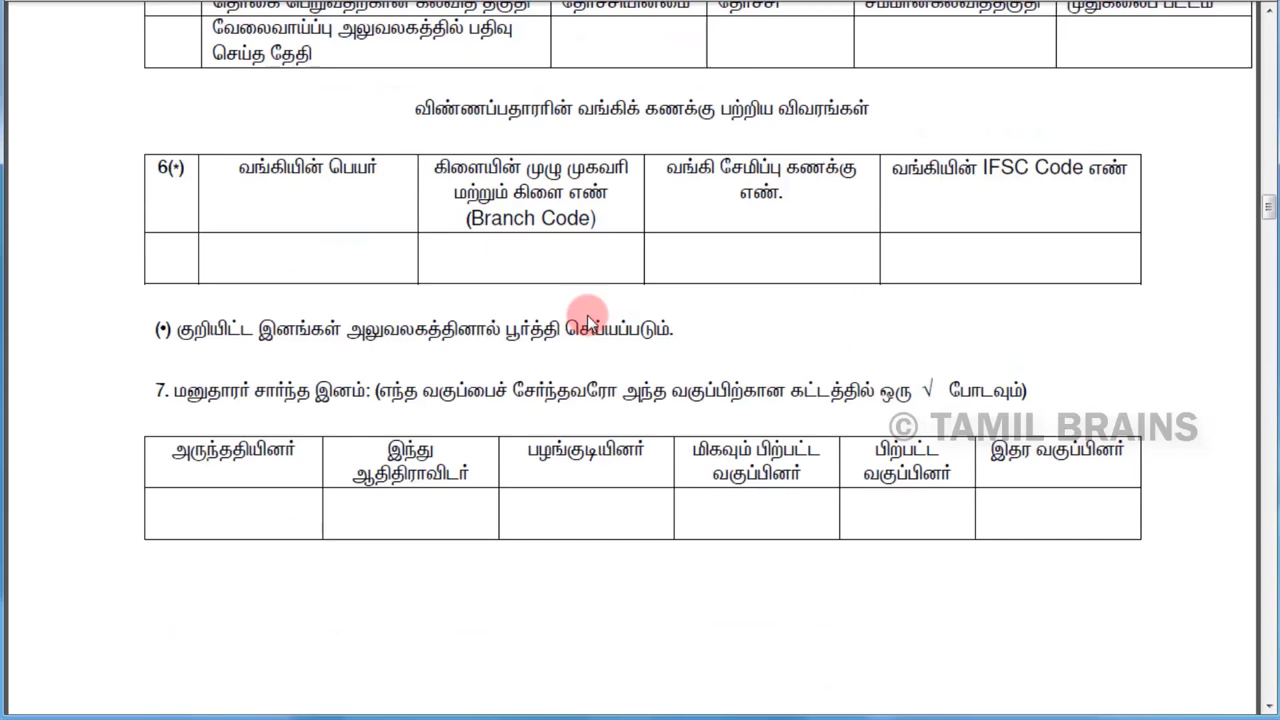 வேலைவாய்ப்பு அலுவலகத்தில் பதிவு
செய்த தேதி
விண்ணப்பதாரரின் வங்கிக் கணக்கு பற்றிய விவரங்கள்
6(*) வங்கியின் பெயர் கிளையின் முழு முகவரி வங்கி சேமிப்பு கணக்கு வங்கியின் IFSC Code எண்
மற்றும் கிளை எண் எண்.
(Branch Code)
(*) குறியிட்ட இனங்கள் அலுவலகத்தினால் பூர்த்தி செய்யப்படும்.
7. மனுதாரர் சார்ந்த இனம்: (எந்த வகுப்பைச் சேர்ந்தவரோ அந்த வகுப்பிற்கான கட்டத்தில் ஒரு √ போடவும்)
© TAMIL BRAINS
அருந்ததியினர் இந்து பழங்குடியினர் மிகவும் பிற்பட்ட பிற்பட்ட இதர வகுப்பினர்
ஆதிதிராவிடர் வகுப்பினர் வகுப்பினர்